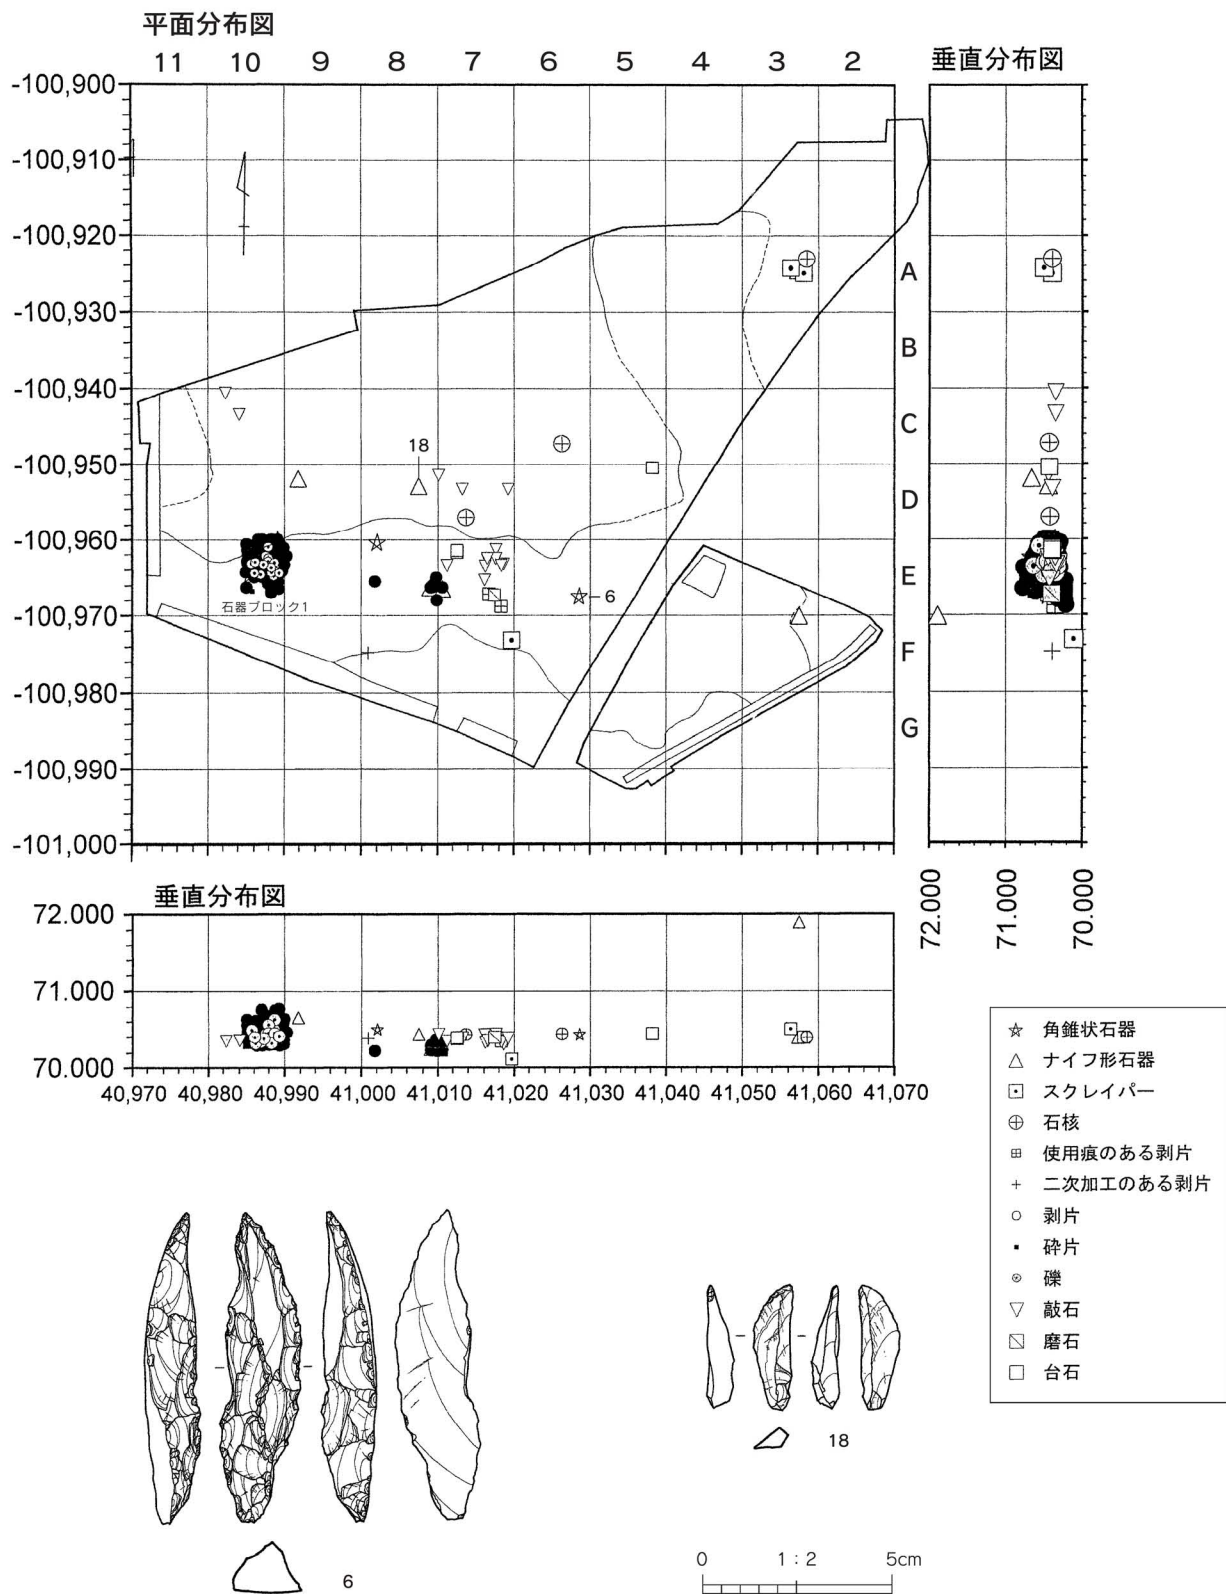 平面分布図
11 10 9 8 7 6 5 4 3 2
垂直分布図
-100,900
-100,910
-100,920
-100,930
-100,940
-100,950
-100,960
-100,970
-100,980
-100,990
-101,000
A
B
C
D
E
F
G
18
6
石器ブロック1
72.000
71.000
70.000
垂直分布図
72.000
71.000
70.000
40,970 40,980 40,990 41,000 41,010 41,020 41,030 41,040 41,050 41,060 41,070
角錐状石器
ナイフ形石器
スクレイパー
石核
使用痕のある剥片
二次加工のある剥片
剥片
砕片
礫
敲石
磨石
台石
6
18
0 1:2 5cm